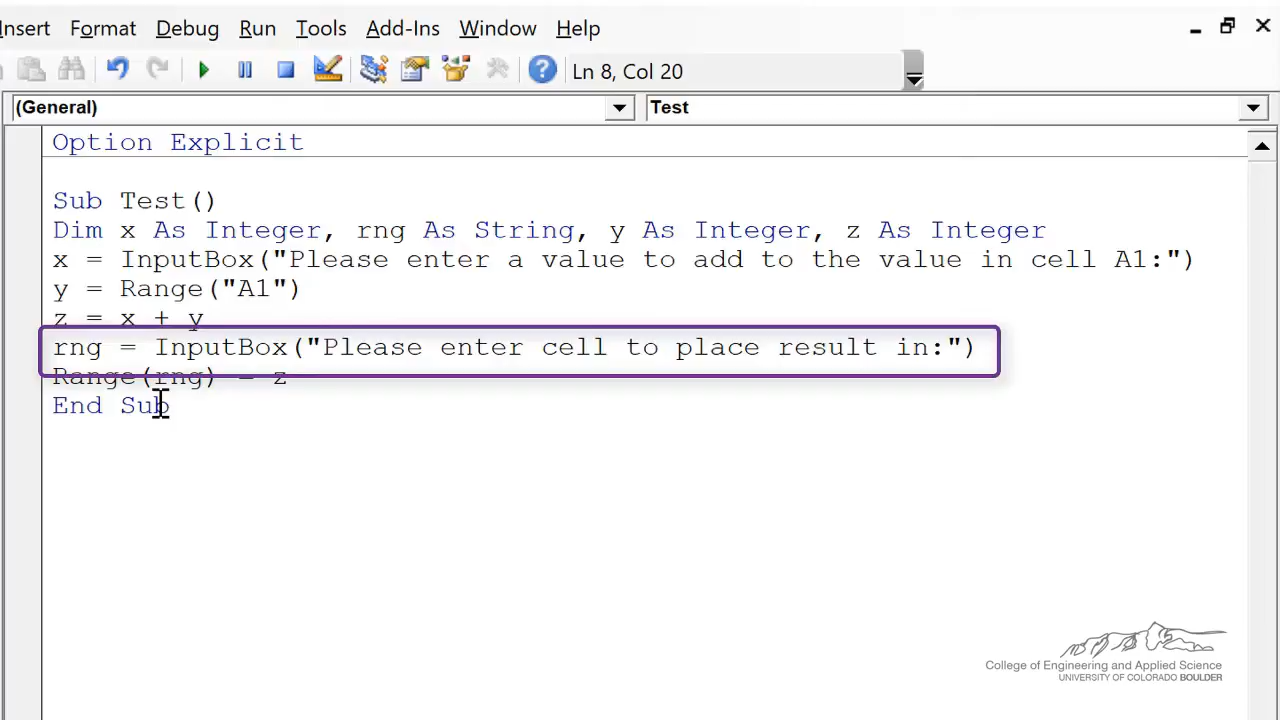 Insert Format Debug Run Tools Add-Ins Window Help
Ln 8, Col 20
(General) Test
Option Explicit
Sub Test()
Dim x As Integer, rng As String, y As Integer, z As Integer
x = InputBox("Please enter a value to add to the value in cell A1:")
y = Range("A1")
z = x + y
rng = InputBox("Please enter cell to place result in:")
Range(rng) = z
End Sub
College of Engineering and Applied Science
UNIVERSITY OF COLORADO BOULDER